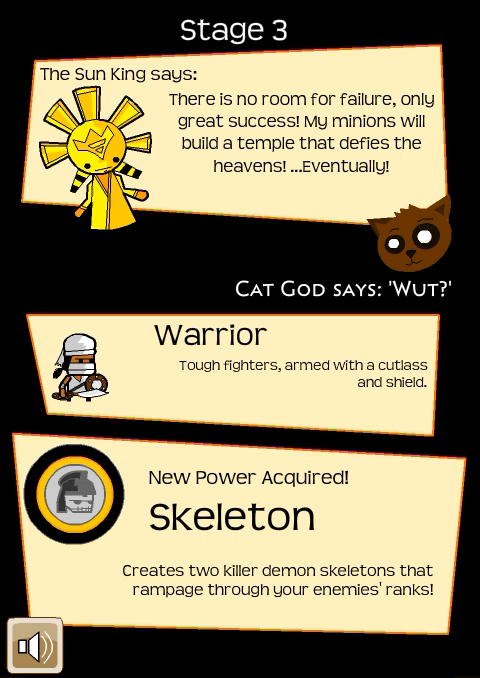 Stage 3
The Sun King says:
There is no room for failure, only
great success! My minions will
build a temple that defies the
heavens! ...Eventually!
Cat God says: 'Wut?'
Warrior
Tough fighters, armed with a cutlass
and shield.
New Power Acquired!
Skeleton
Creates two killer demon skeletons that
rampage through your enemies' ranks!